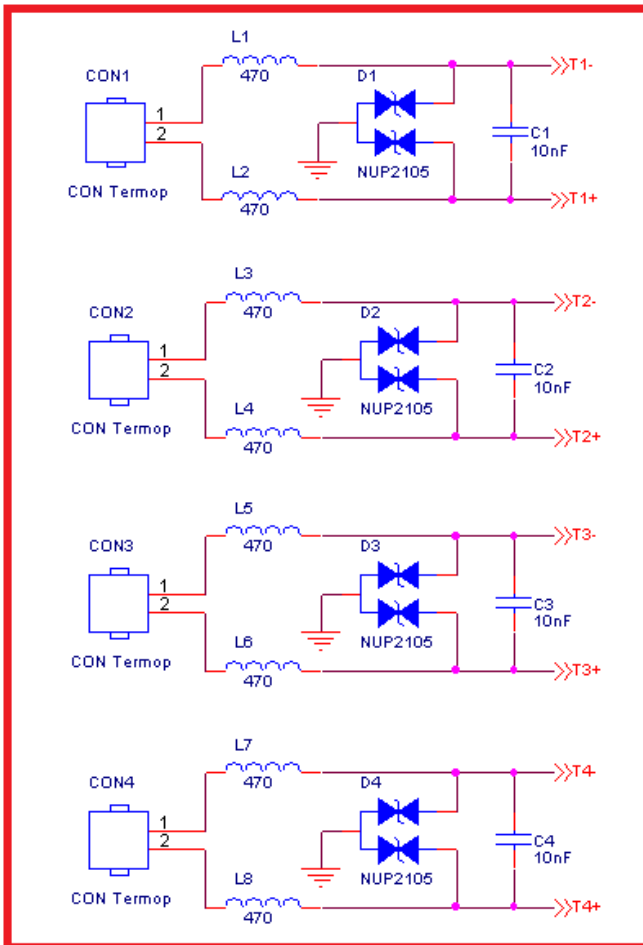 L1
470
CON1
D1
T1-
1
2
C1
10nF
CON Termop
L2
470
NUP2105
T1+
L3
470
CON2
D2
T2-
1
2
C2
10nF
CON Termop
L4
470
NUP2105
T2+
L5
470
CON3
D3
T3-
1
2
C3
10nF
CON Termop
L6
470
NUP2105
T3+
L7
470
CON4
D4
T4-
1
2
C4
10nF
CON Termop
L8
470
NUP2105
T4+